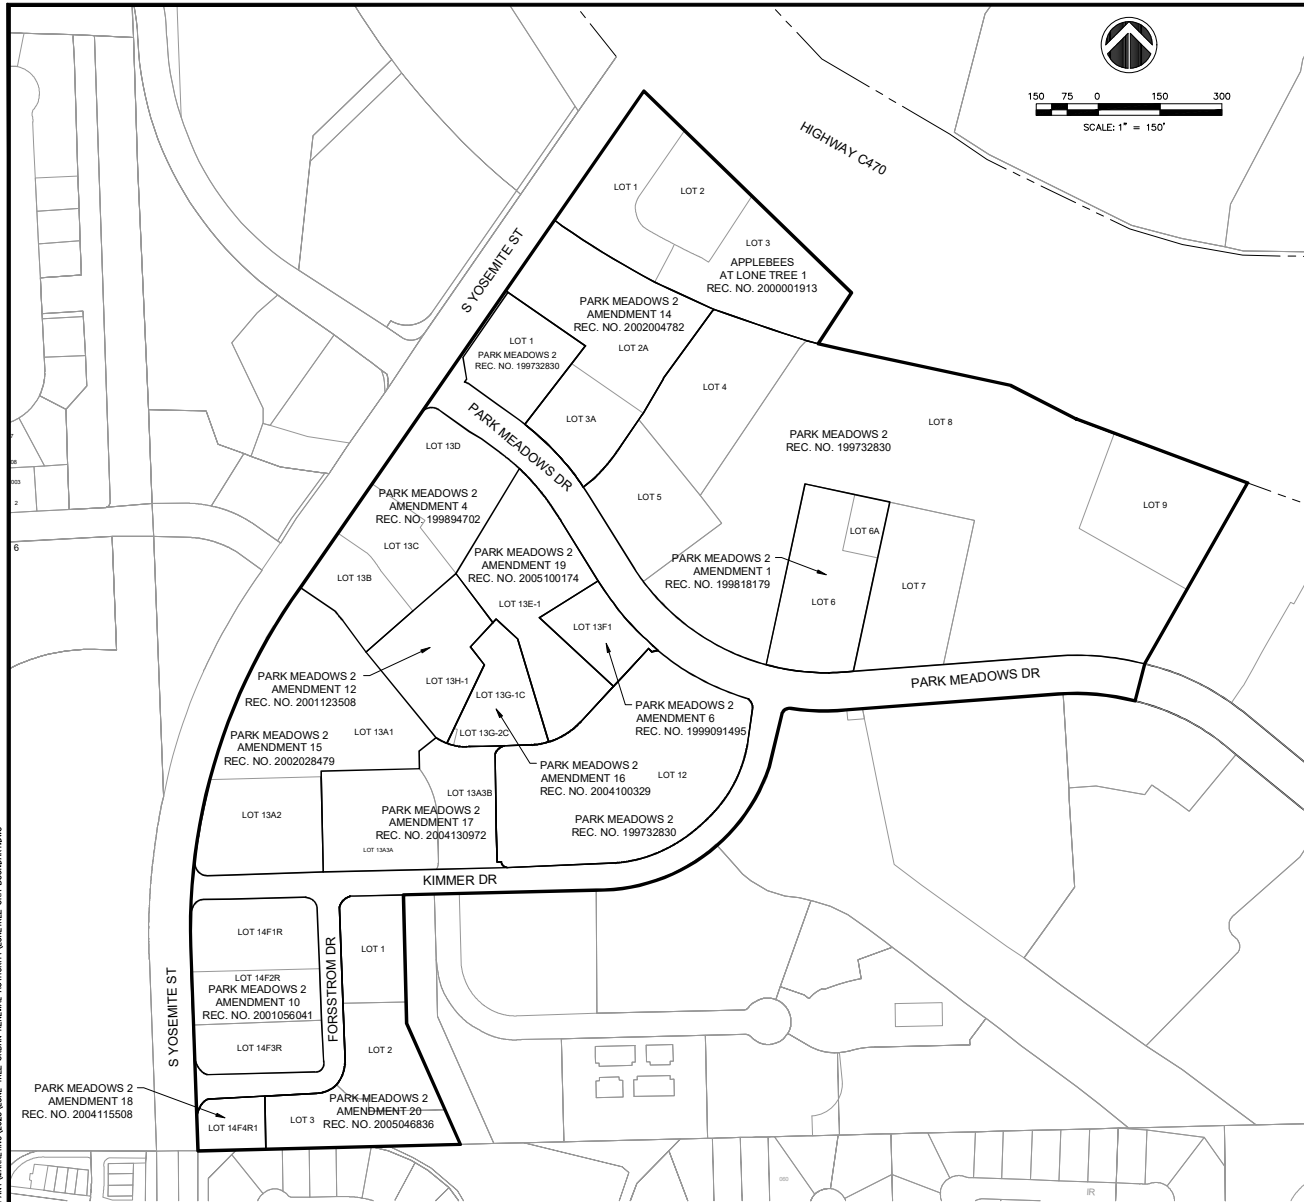 150 75 0 150 300
SCALE: 1" = 150'
HIGHWAY C470
S YOSEMITE ST
LOT 1
LOT 2
LOT 3
APPLEBEES
AT LONE TREE 1
REC. NO. 2000001913
PARK MEADOWS 2
AMENDMENT 14
REC. NO. 2002004782
LOT 2A
LOT 3A
LOT 1
PARK MEADOWS 2
REC. NO. 199732830
PARK MEADOWS DR
LOT 4
LOT 5
LOT 8
PARK MEADOWS 2
REC. NO. 199732830
LOT 9
LOT 6A
LOT 6
LOT 7
PARK MEADOWS 2
AMENDMENT 1
REC. NO. 199818179
LOT 13D
PARK MEADOWS 2
AMENDMENT 4
REC. NO. 199894702
LOT 13C
LOT 13B
PARK MEADOWS 2
AMENDMENT 19
REC. NO. 2005100174
LOT 13E-1
LOT 13F1
PARK MEADOWS 2
AMENDMENT 12
REC. NO. 2001123508
LOT 13H-1
LOT 13G-1C
LOT 13G-2C
PARK MEADOWS 2
AMENDMENT 6
REC. NO. 1999091495
PARK MEADOWS DR
PARK MEADOWS 2
AMENDMENT 15
REC. NO. 2002028479
LOT 13A1
LOT 13A2
PARK MEADOWS 2
AMENDMENT 16
REC. NO. 2004100329
LOT 12
PARK MEADOWS 2
REC. NO. 199732830
LOT 13A3B
PARK MEADOWS 2
AMENDMENT 17
REC. NO. 2004130972
LOT 13A3A
KIMMER DR
LOT 14F1R
LOT 14F2R
PARK MEADOWS 2
AMENDMENT 10
REC. NO. 2001056041
LOT 14F3R
FORSSTROM DR
S YOSEMITE ST
LOT 1
LOT 2
PARK MEADOWS 2
AMENDMENT 20
REC. NO. 2005046836
LOT 3
PARK MEADOWS 2
AMENDMENT 18
REC. NO. 2004115508
LOT 14F4R1
003
2
6
IR